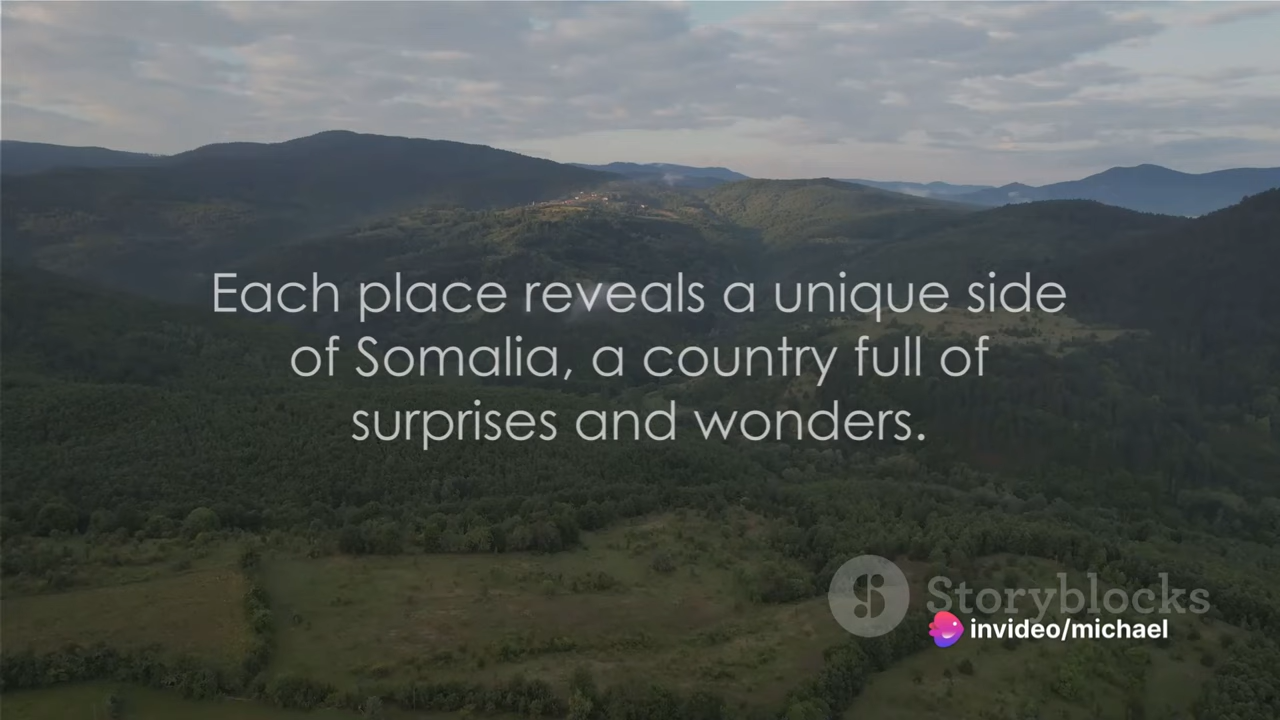 Each place reveals a unique side
of Somalia, a country full of
surprises and wonders.
Storyblocks
invideo/michael